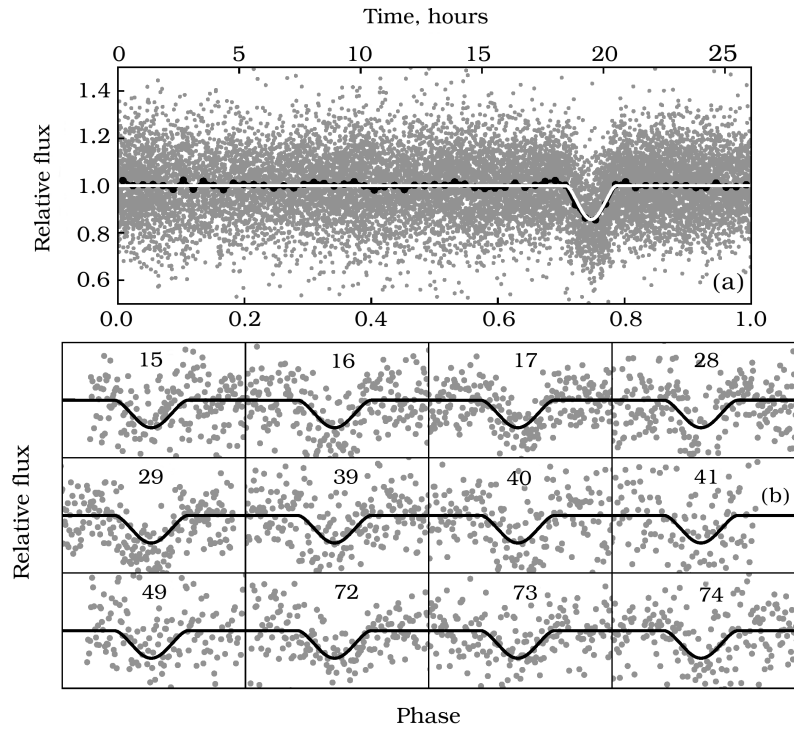 Time, hours
0 5 10 15 20 25
Relative flux
1.4
1.2
1.0
0.8
0.6
(a)
0.0 0.2 0.4 0.6 0.8 1.0
Relative flux
15 16 17 28
29 39 40 41
(b)
49 72 73 74
Phase